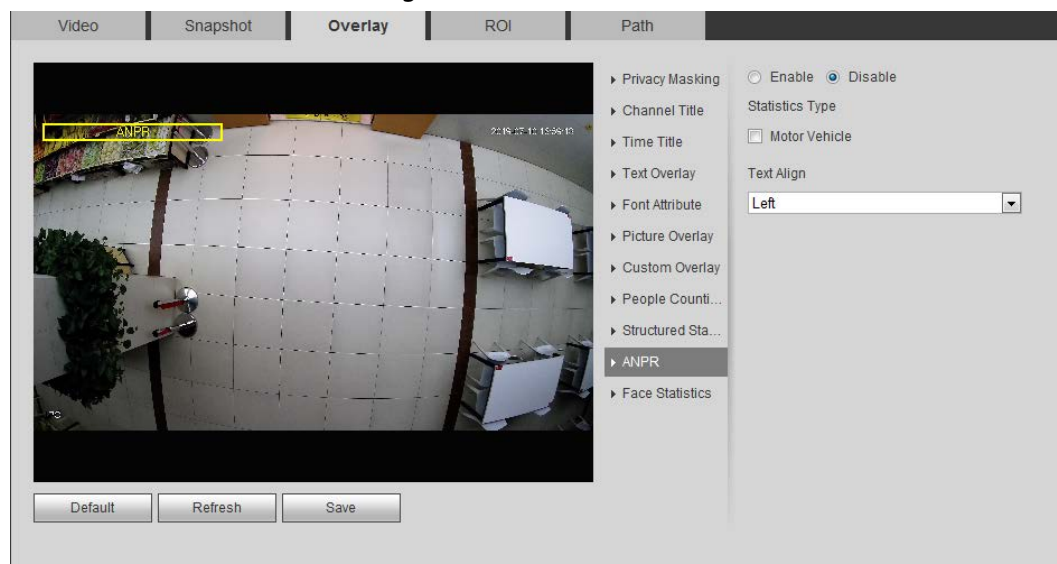 Video Snapshot Overlay ROI Path
ANPR
Privacy Masking
Channel Title
Time Title
Text Overlay
Font Attribute
Picture Overlay
Custom Overlay
People Counti...
Structured Sta...
ANPR
Face Statistics
Enable Disable
Statistics Type
Motor Vehicle
Text Align
Left
Default Refresh Save